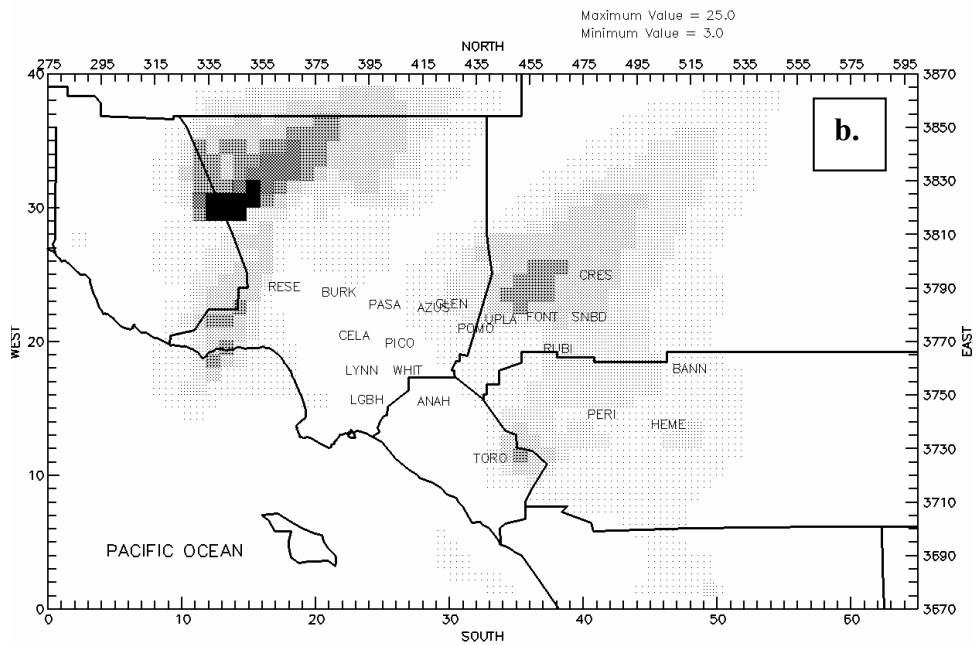 Maximum Value = 25.0
Minimum Value = 3.0
NORTH
275 295 315 335 355 375 395 415 435 455 475 495 515 535 555 575 595
40 3870
b.
3850
3830
30
3810
CRES
RESE BURK 3790
PASA AZUS GLEN
UPLA FONT SNBD
POMO
CELA PICO
WEST 20 RUBI 3770 EAST
LYNN WHIT BANN
3750
LGBH ANAH
PERI
HEME
3730
TORO
10
3710
PACIFIC OCEAN 3690
0 3670
0 10 20 30 40 50 60
SOUTH